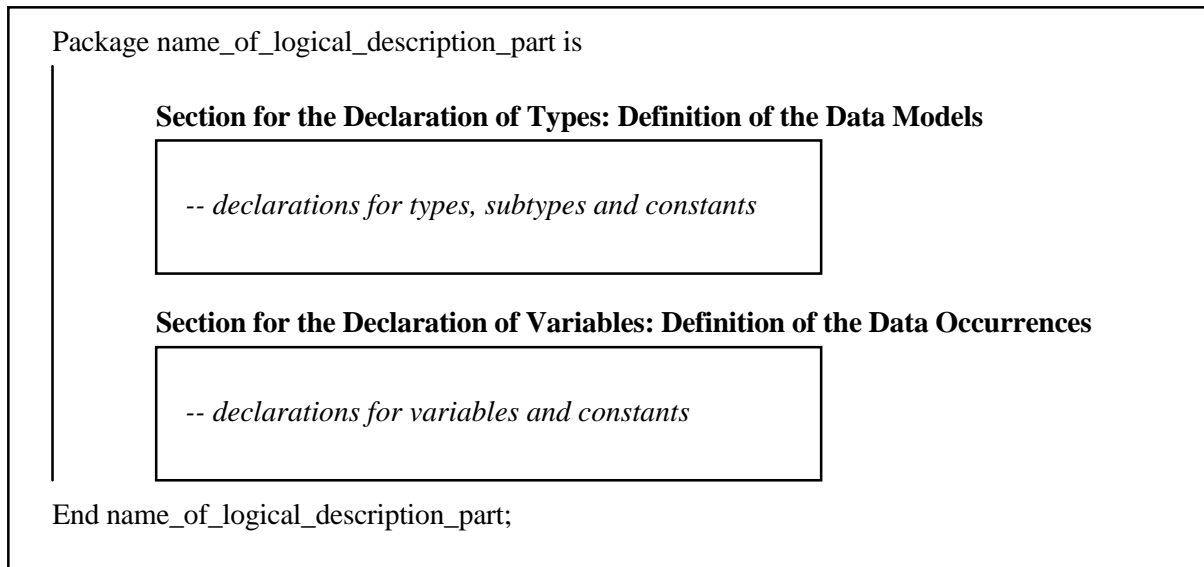 Package name_of_logical_description_part is
Section for the Declaration of Types: Definition of the Data Models
-- declarations for types, subtypes and constants
Section for the Declaration of Variables: Definition of the Data Occurrences
-- declarations for variables and constants
End name_of_logical_description_part;